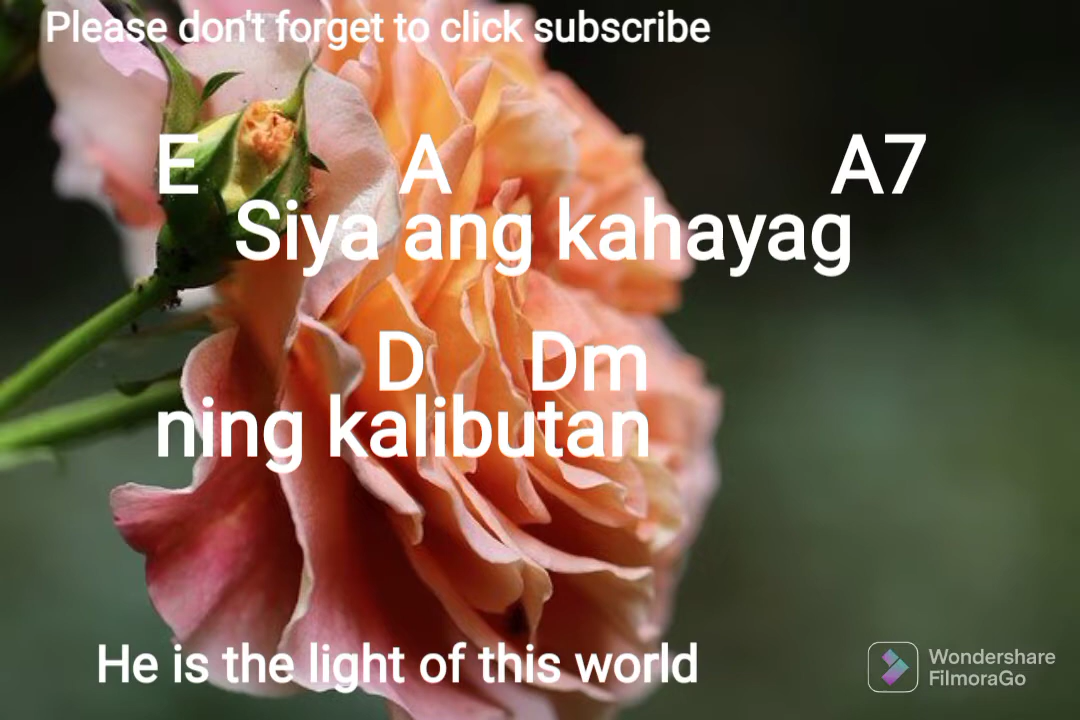 Please don't forget to click subscribe
E A A7
Siya ang kahayag
D Dm
ning kalibutan
He is the light of this world
Wondershare
FilmoraGo